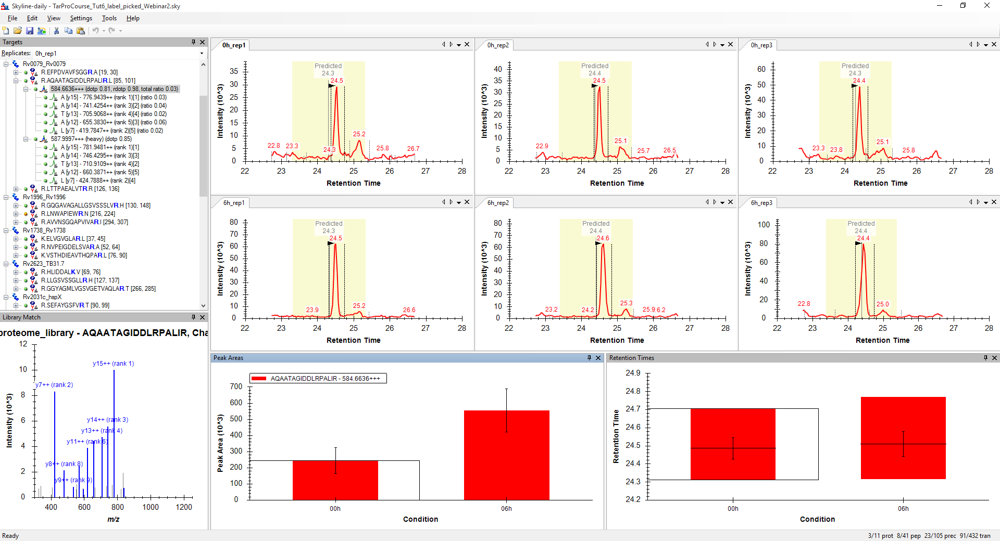 Skyline-daily - TarProCourse_Tut6_label_picked_Webinar2.sky
File Edit View Settings Tools Help
Targets
Replicates: 0h_rep1
Rv0079_Rv0079
R.EFPDVAVFSGGR.A [19, 30]
R.AQAATAGIDDLRPALIR.L [85, 101]
584.6636+++ (dotp 0.81, rdotp 0.98, total ratio 0.03)
A [y15] - 776.9439++ (rank 1)[1] (ratio 0.03)
A [y14] - 741.4254++ (rank 3)[2] (ratio 0.04)
T [y13] - 705.9068++ (rank 4)[4] (ratio 0.02)
A [y12] - 655.3830++ (rank 5)[3] (ratio 0.06)
L [y7] - 419.7847++ (rank 2)[5] (ratio 0.02)
587.9997+++ (heavy) (dotp 0.85)
A [y15] - 781.9481++ (rank 1)[1]
A [y14] - 746.4295++ (rank 3)[3]
T [y13] - 710.9109++ (rank 4)[2]
A [y12] - 660.3871++ (rank 5)[5]
L [y7] - 424.7888++ (rank 2)[4]
R.LTTPAEALVTR.R [126, 136]
Rv1996_Rv1996
R.GQGAVAGALLGSVSSSLVR.H [130, 148]
R.LNWAPIEWR.N [216, 224]
R.AVVNSGQAPVIVAR.I [294, 307]
Rv1738_Rv1738
K.ELVGVGLAR.L [37, 45]
R.NVPEIGDELSVAR.A [52, 64]
K.VSTHDIEAVTHQPAR.L [76, 90]
Rv2623_TB31.7
R.HLIDDALK.V [69, 76]
R.LLGSVSSGLLR.H [127, 137]
R.GGYAGMLVGSVGETVAQLAR.T [266, 285]
Rv2031c_hspX
R.SEFAYGSFVR.T [90, 99]
Library Match
proteome_library - AQAATAGIDDLRPALIR, Cha
12
10
8
6
4
2
0
Intensity (10^3)
y15++ (rank 1)
y7++ (rank 2)
y14++ (rank 3)
y13++ (rank 4)
y11++ (rank 6)
y8++ (rank 8)
y9++ (rank 9)
400 600 800 1000 1200
m/z
0h_rep1
35
30
25
20
15
10
5
0
Intensity (10^3)
Predicted
24.3
24.5
25.2
22.8 23.3 24.3 25.8 26.7
22 23 24 25 26 27 28
Retention Time
0h_rep2
40
35
30
25
20
15
10
5
0
Intensity (10^3)
Predicted
24.4
24.5
25.1
22.9 25.7 26.5
22 23 24 25 26 27 28
Retention Time
0h_rep3
60
50
40
30
20
10
0
Intensity (10^3)
Predicted
24.3
24.4
25.1
23.3 23.8 25.8
22 23 24 25 26 27 28
Retention Time
6h_rep1
80
70
60
50
40
30
20
10
0
Intensity (10^3)
Predicted
24.3
24.5
25.2
23.9 26.6
22 23 24 25 26 27 28
Retention Time
6h_rep2
80
70
60
50
40
30
20
10
0
Intensity (10^3)
Predicted
24.4
24.6
25.3
23.2 24.2 25.9 6.2
22 23 24 25 26 27 28
Retention Time
6h_rep3
100
80
60
40
20
0
Intensity (10^3)
Predicted
24.4
24.4
22.8 25.0
22 23 24 25 26 27 28
Retention Time
Peak Areas
AQAATAGIDDLRPALIR - 584.6636+++
700
600
500
400
300
200
100
0
Peak Area (10^3)
00h 06h
Condition
Retention Times
24.9
24.8
24.7
24.6
24.5
24.4
24.3
24.2
Retention Time
00h 06h
Condition
Ready
3/11 prot 8/41 pep 23/105 prec 91/432 tran